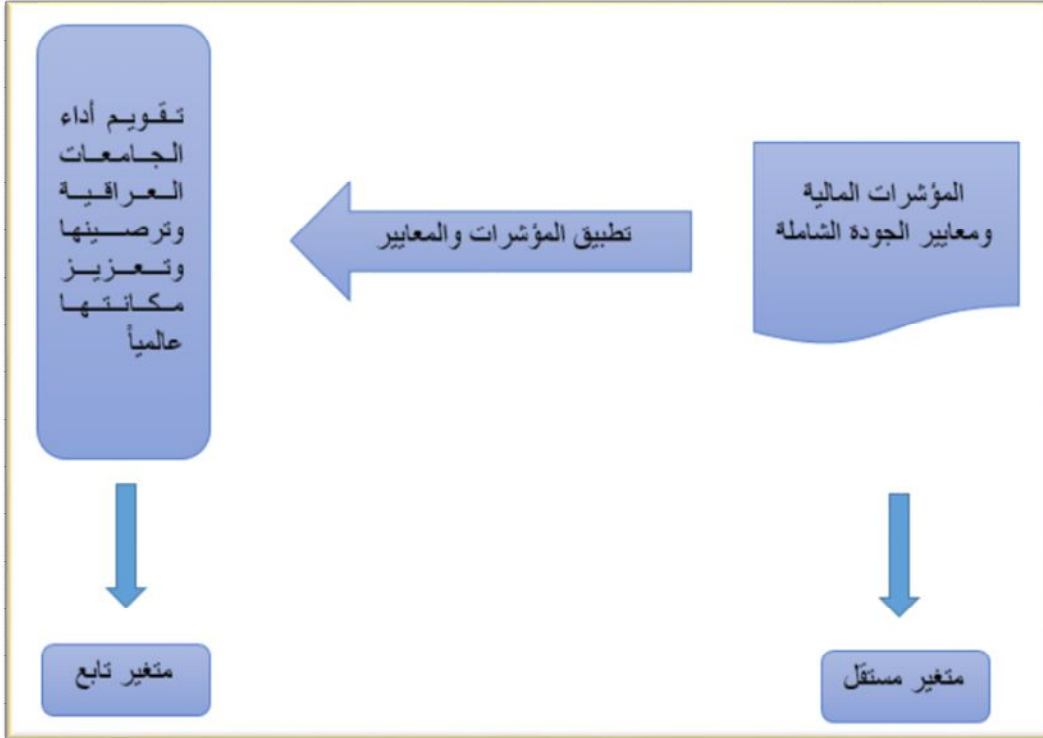 المؤشرات المالية
ومعايير الجودة الشاملة
تطبيق المؤشرات والمعايير
تقويم أداء
الجامعات
العراقية
وترصينها
وتعزيز
مكانتها
عالمياً
متغير مستقل
متغير تابع